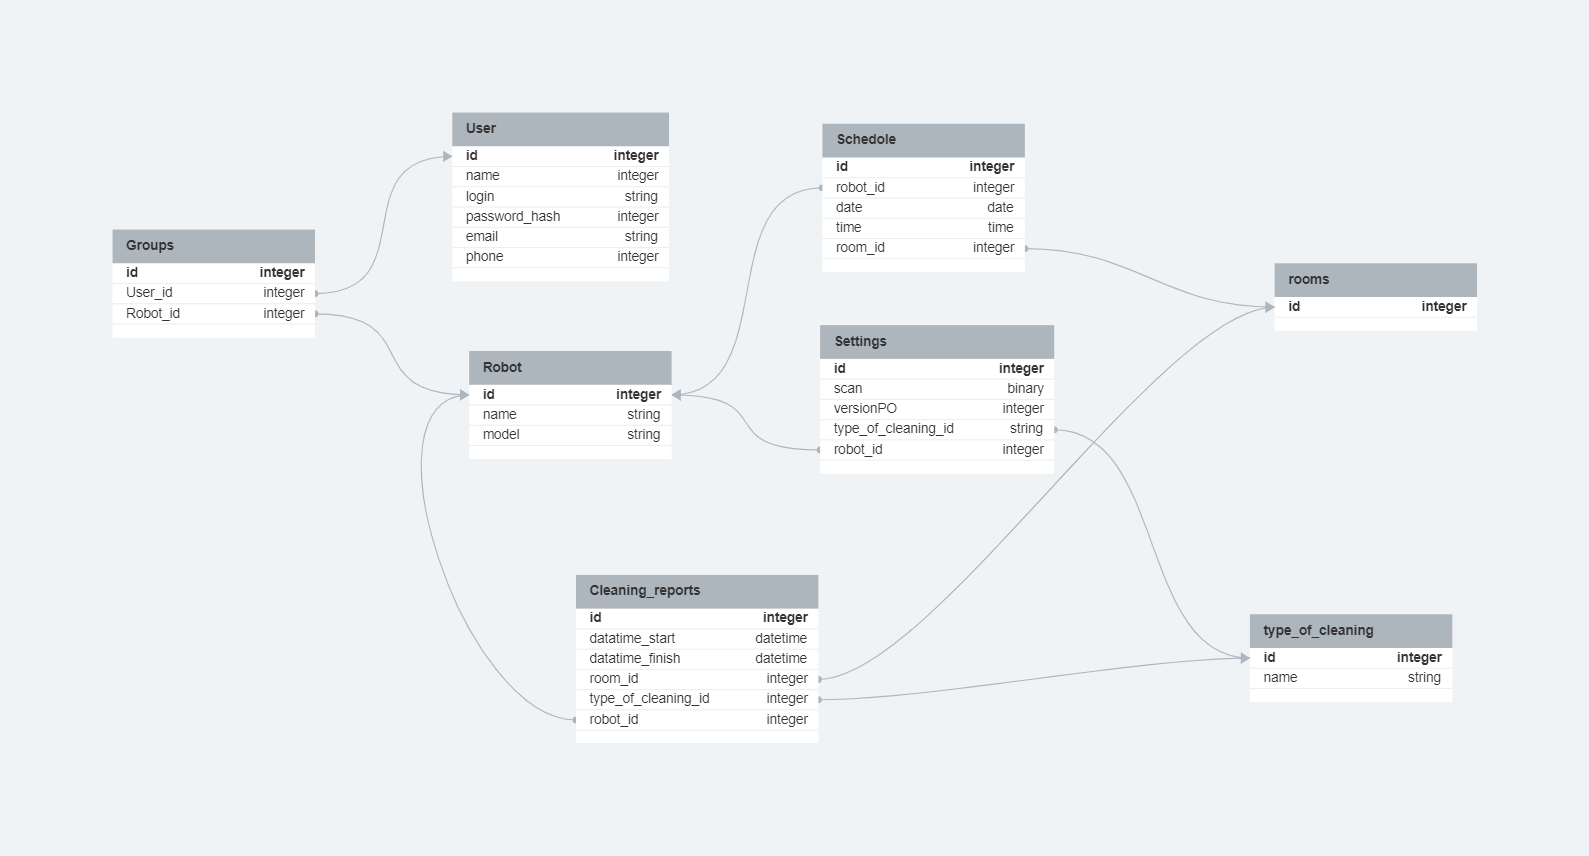 Groups
id integer
User_id integer
Robot_id integer
User
id integer
name integer
login string
password_hash integer
email string
phone integer
Robot
id integer
name string
model string
Schedole
id integer
robot_id integer
date date
time time
room_id integer
Settings
id integer
scan binary
versionPO integer
type_of_cleaning_id string
robot_id integer
Cleaning_reports
id integer
datatime_start datetime
datatime_finish datetime
room_id integer
type_of_cleaning_id integer
robot_id integer
rooms
id integer
type_of_cleaning
id integer
name string